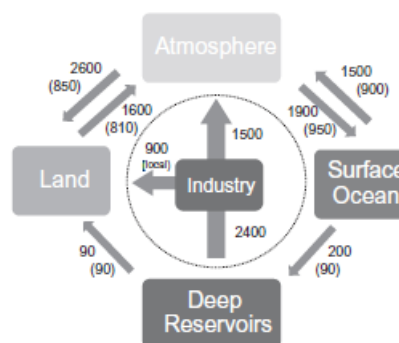 Atmosphere
2600
(850)
1600
(810)
1500
(900)
1900
(950)
900
[local)
1500
Land
Industry
Surface
Ocean
2400
90
(90)
200
(90)
Deep
Reservoirs